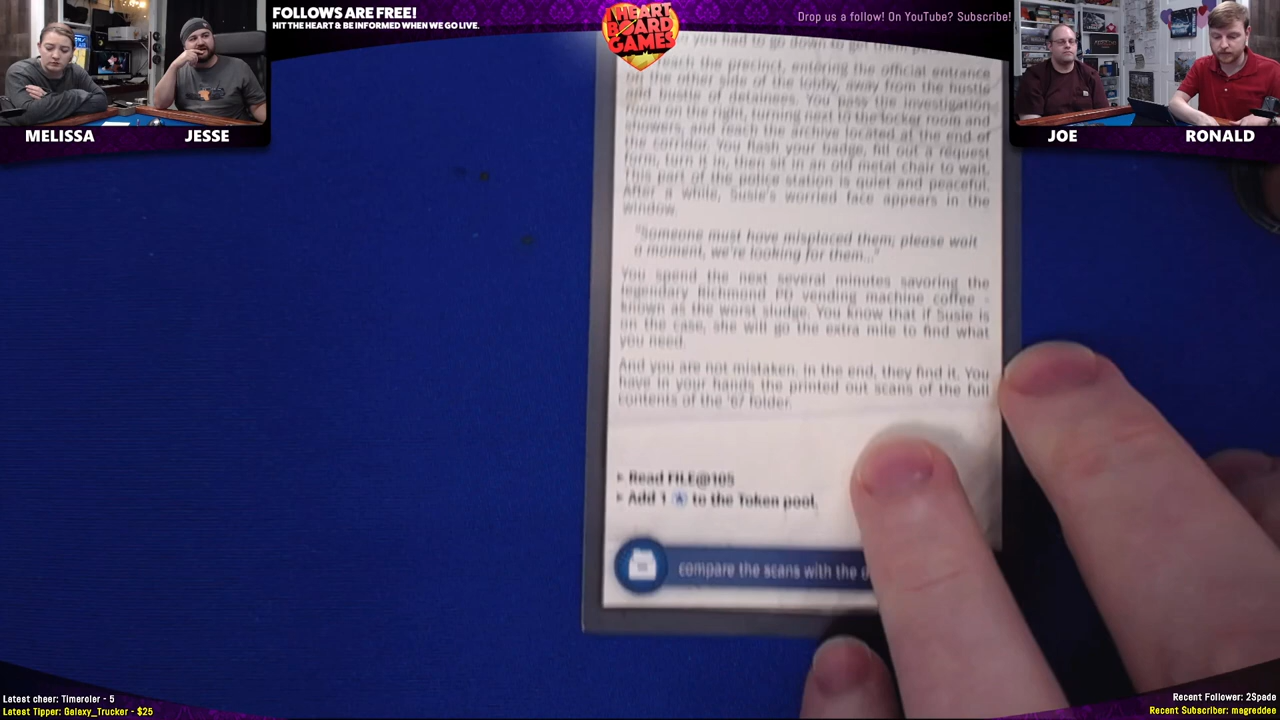 FOLLOWS ARE FREE!
HIT THE HEART & BE INFORMED WHEN WE GO LIVE.
I HEART
BOARD
GAMES
Drop us a follow! On YouTube? Subscribe!
MELISSA
JESSE
JOE
RONALD
you had to go down to get them
reach the precinct, entering the official entrance
on the other side of the lobby, away from the hustle
and bustle of detainees. You pass the investigation
room on the right, turning left to the locker room and
showers, and reach the archive located at the end of
the corridor. You flash your badge, fill out a request
form, turn it in, then sit in an old metal chair to wait.
This part of the police station is quiet and peaceful.
After a while, Susie's worried face appears in the
window.
"Someone must have misplaced them; please wait
a moment, we're looking for them..."
You spend the next several minutes savoring the
legendary Richmond PD vending machine coffee -
known as the worst sludge. You know that if Susie is
on the case, she will go the extra mile to find what
you need.
And you are not mistaken. In the end, they find it. You
have in your hands the printed out scans of the full
contents of the '67 folder.
▸ Read FILE@105
▸ Add 1 to the Token pool.
compare the scans with the
Latest cheer: Timeroler - 5
Latest Tipper: Galaxy_Trucker - $25
Recent Follower: 2Spade
Recent Subscriber: magreddee